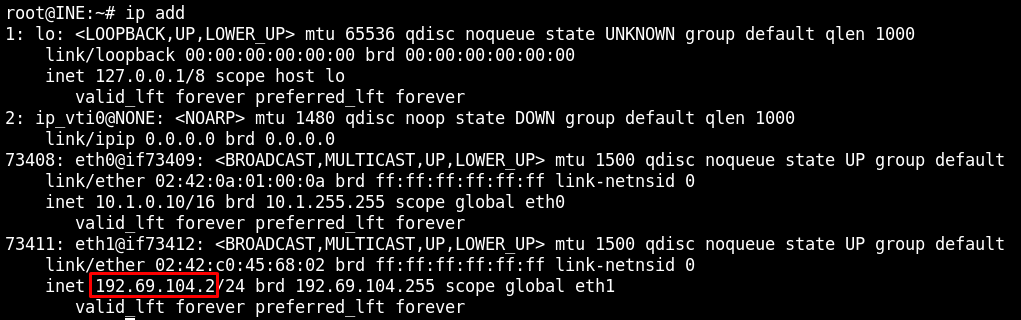 root@INE:~# ip add
1: lo: <LOOPBACK,UP,LOWER_UP> mtu 65536 qdisc noqueue state UNKNOWN group default qlen 1000
    link/loopback 00:00:00:00:00:00 brd 00:00:00:00:00:00
    inet 127.0.0.1/8 scope host lo
       valid_lft forever preferred_lft forever
2: ip_vti0@NONE: <NOARP> mtu 1480 qdisc noop state DOWN group default qlen 1000
    link/ipip 0.0.0.0 brd 0.0.0.0
73408: eth0@if73409: <BROADCAST,MULTICAST,UP,LOWER_UP> mtu 1500 qdisc noqueue state UP group default
    link/ether 02:42:0a:01:00:0a brd ff:ff:ff:ff:ff:ff link-netnsid 0
    inet 10.1.0.10/16 brd 10.1.255.255 scope global eth0
       valid_lft forever preferred_lft forever
73411: eth1@if73412: <BROADCAST,MULTICAST,UP,LOWER_UP> mtu 1500 qdisc noqueue state UP group default
    link/ether 02:42:c0:45:68:02 brd ff:ff:ff:ff:ff:ff link-netnsid 0
    inet 192.69.104.2/24 brd 192.69.104.255 scope global eth1
       valid_lft forever preferred_lft forever